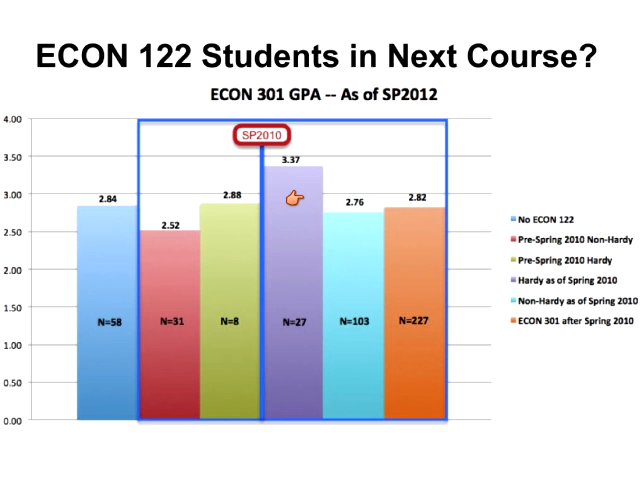 ECON 122 Students in Next Course?
ECON 301 GPA -- As of SP2012
4.00
3.50
3.00
2.50
2.00
1.50
1.00
0.50
0.00
SP2010
2.84
2.52
2.88
3.37
2.76
2.82
N=58
N=31
N=8
N=27
N=103
N=227
No ECON 122
Pre-Spring 2010 Non-Hardy
Pre-Spring 2010 Hardy
Hardy as of Spring 2010
Non-Hardy as of Spring 2010
ECON 301 after Spring 2010